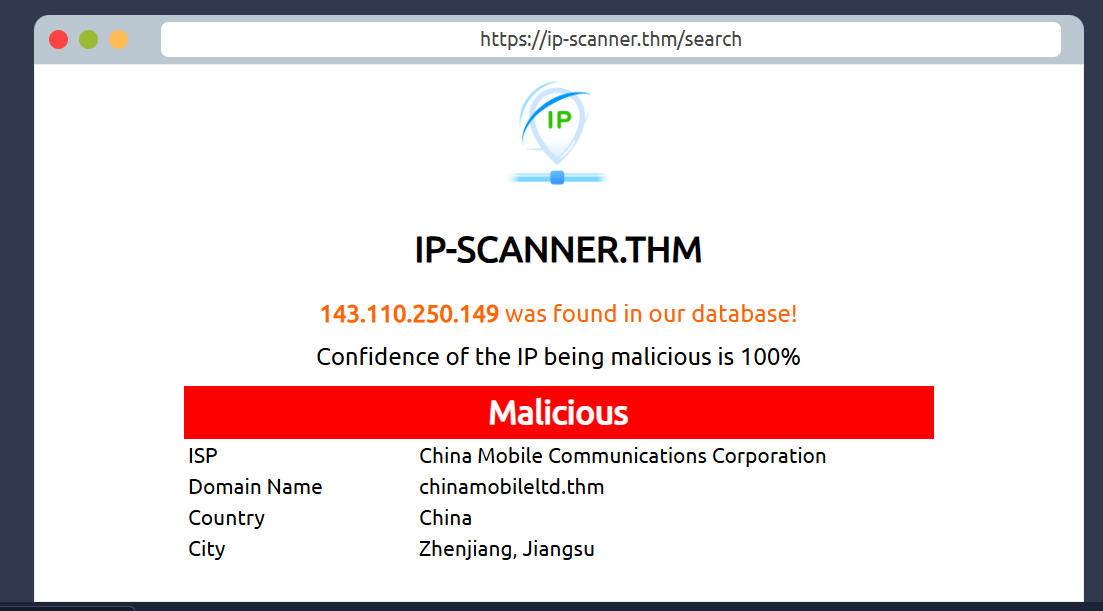 https://ip-scanner.thm/search
IP
IP-SCANNER.THM
143.110.250.149 was found in our database!
Confidence of the IP being malicious is 100%
Malicious
ISP China Mobile Communications Corporation
Domain Name chinamobileltd.thm
Country China
City Zhenjiang, Jiangsu